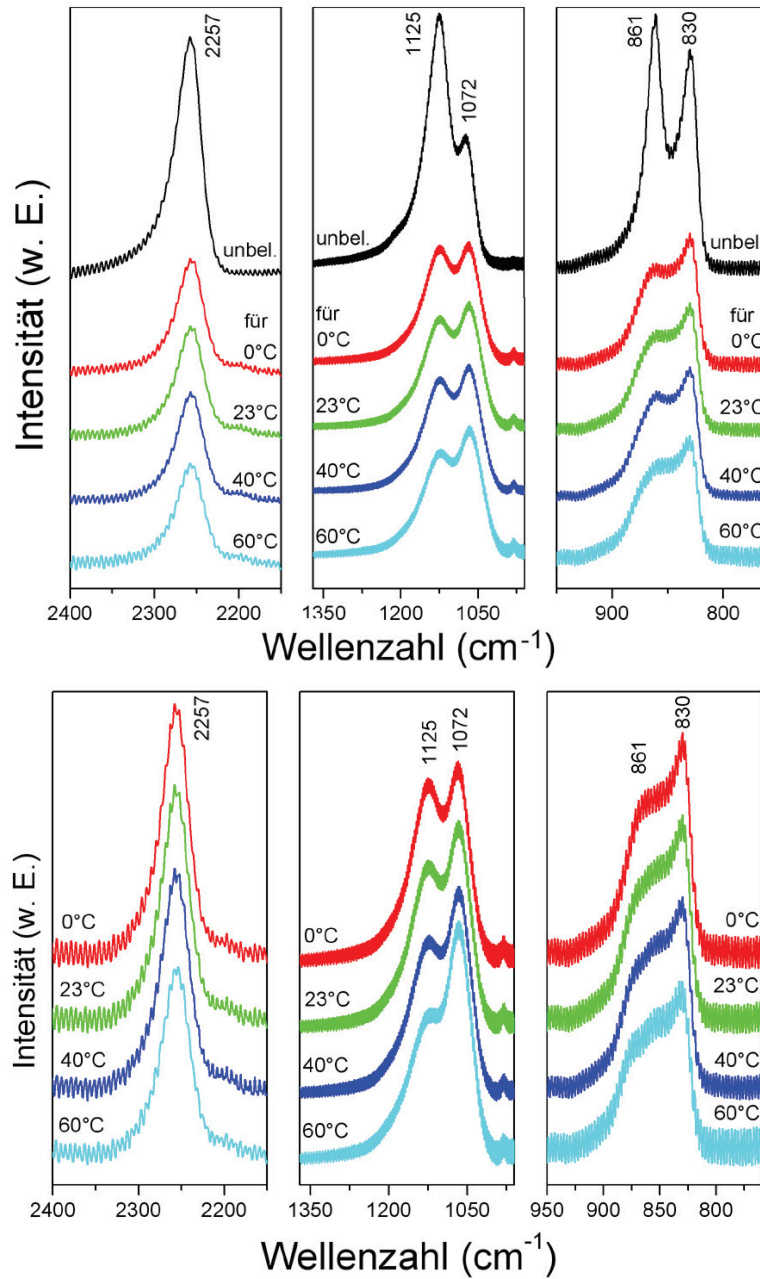 2257
1125
1072
861
830
Intensität (w. E.)
unbel.
für
0°C
23°C
40°C
60°C
unbel.
für
0°C
23°C
40°C
60°C
unbel.
für
0°C
23°C
40°C
60°C
2400 2300 2200
1350 1200 1050
900 800
Wellenzahl (cm-1)
2257
1125
1072
861
830
Intensität (w. E.)
0°C
23°C
40°C
60°C
0°C
23°C
40°C
60°C
0°C
23°C
40°C
60°C
2400 2300 2200
1350 1200 1050
950 900 850 800
Wellenzahl (cm-1)